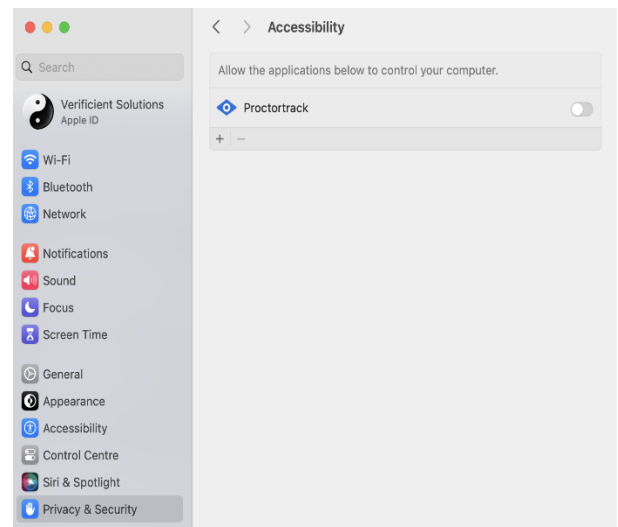 Accessibility
Search
Allow the applications below to control your computer.
Verificient Solutions
Apple ID
Proctortrack
+ −
Wi-Fi
Bluetooth
Network
Notifications
Sound
Focus
Screen Time
General
Appearance
Accessibility
Control Centre
Siri & Spotlight
Privacy & Security